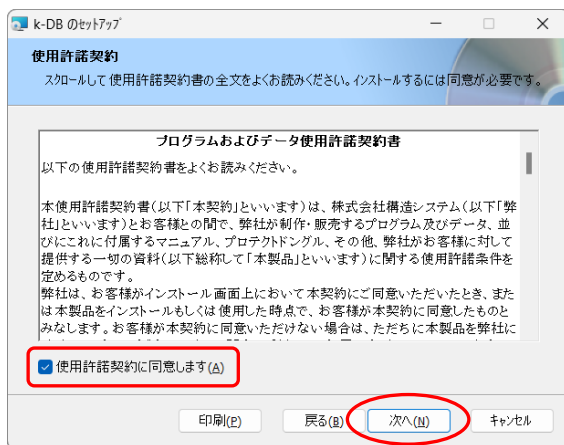 k-DB のｾｯﾄｱｯﾌﾟ
使用許諾契約
スクロールして使用許諾契約書の全文をよくお読みください。インストールするには同意が必要です。
プログラムおよびデータ使用許諾契約書
以下の使用許諾契約書をよくお読みください。
本使用許諾契約書(以下「本契約」といいます)は、株式会社構造システム(以下「弊
社」といいます)とお客様との間で、弊社が制作・販売するプログラム及びデータ、並
びにこれに付属するマニュアル、プロテクトドングル、その他、弊社がお客様に対して
提供する一切の資料(以下総称して「本製品」といいます)に関する使用許諾条件を
定めるものです。
弊社は、お客様がインストール画面上において本契約にご同意いただいたとき、また
は本製品をインストールもしくは使用した時点で、お客様が本契約に同意したものと
みなします。お客様が本契約に同意いただけない場合は、ただちに本製品を弊社に
使用許諾契約に同意します(A)
印刷(P) 戻る(B) 次へ(N) キャンセル